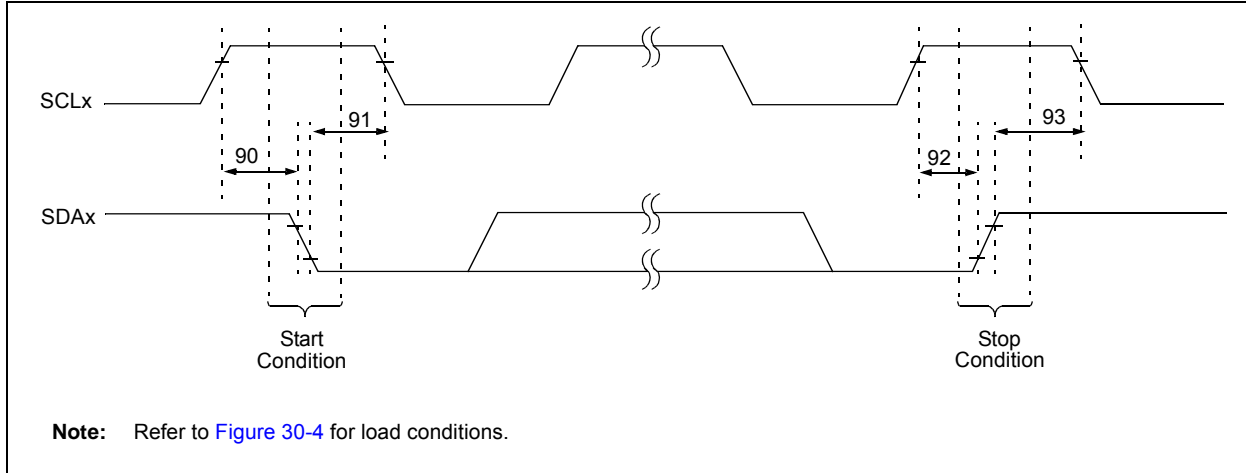 SCLx
91
93
90
92
SDAx
Start
Condition
Stop
Condition
Note: Refer to Figure 30-4 for load conditions.